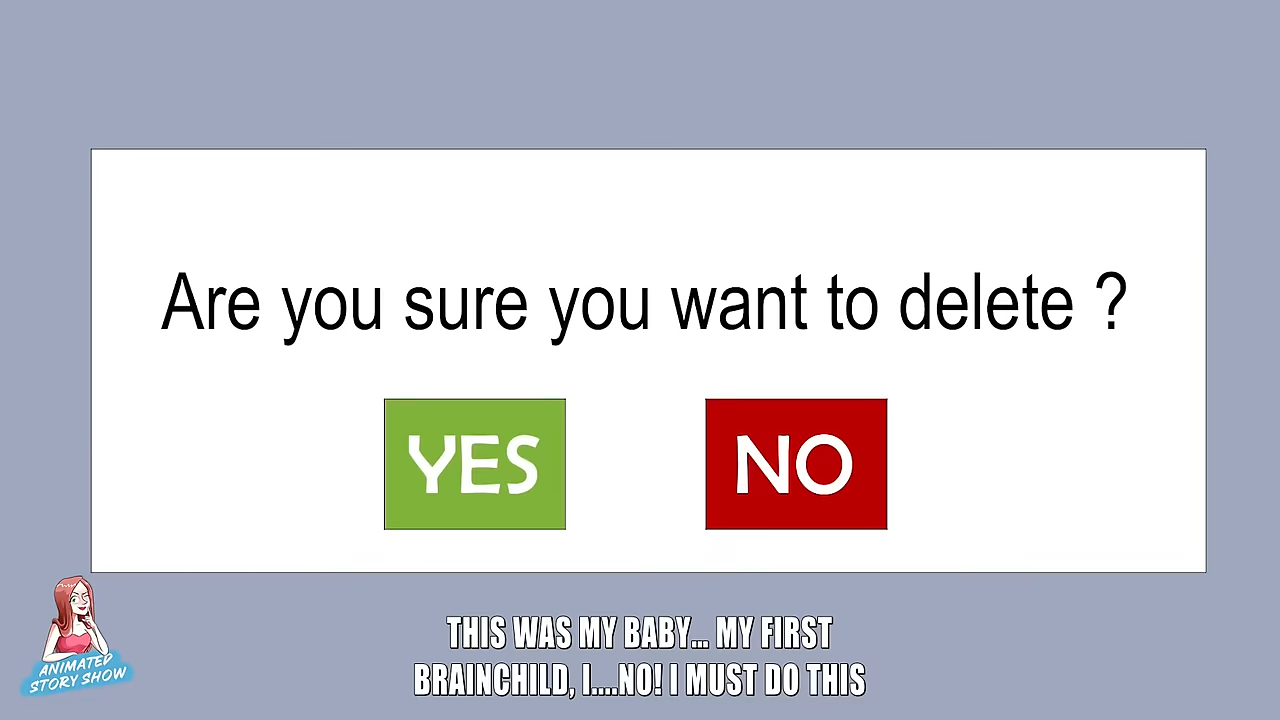 Are you sure you want to delete ?
YES NO
THIS WAS MY BABY... MY FIRST
BRAINCHILD, I....NO! I MUST DO THIS
ANIMATED
STORY SHOW